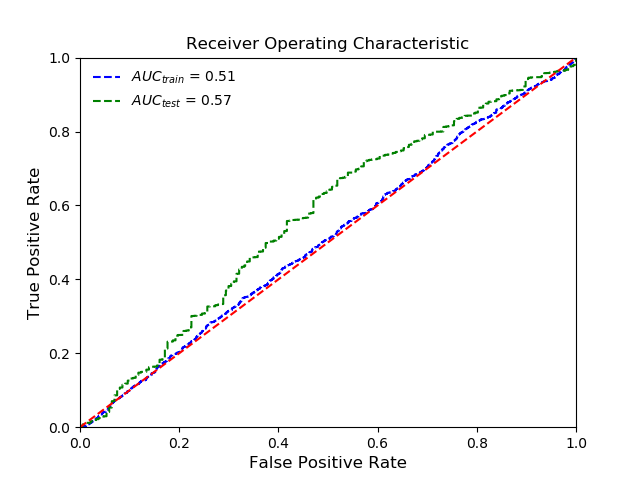 Receiver Operating Characteristic
AUC_train = 0.51
AUC_test = 0.57
True Positive Rate
1.0
0.8
0.6
0.4
0.2
0.0
0.0 0.2 0.4 0.6 0.8 1.0
False Positive Rate